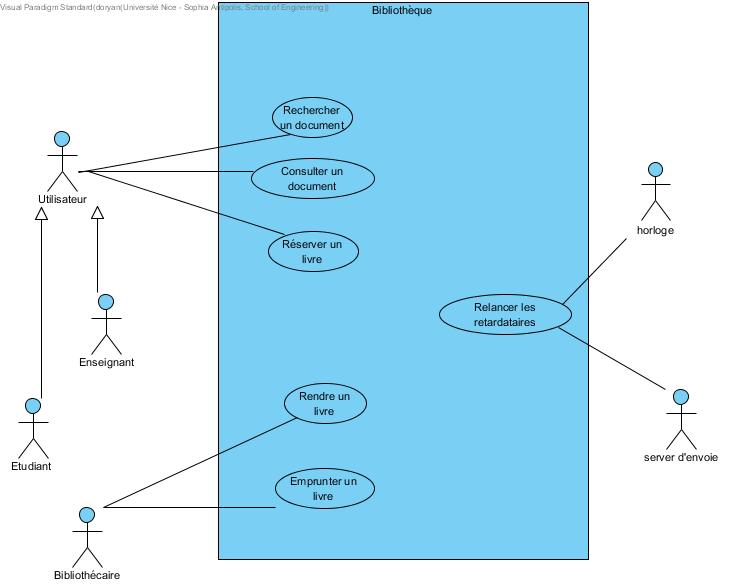 Visual Paradigm Standard(doryan(Université Nice - Sophia Antipolis, School of Engineering))
Bibliothèque
Rechercher
un document
Utilisateur
Consulter un
document
horloge
Réserver un
livre
Relancer les
retardataires
Enseignant
Rendre un
livre
Etudiant
server d'envoie
Emprunter un
livre
Bibliothécaire